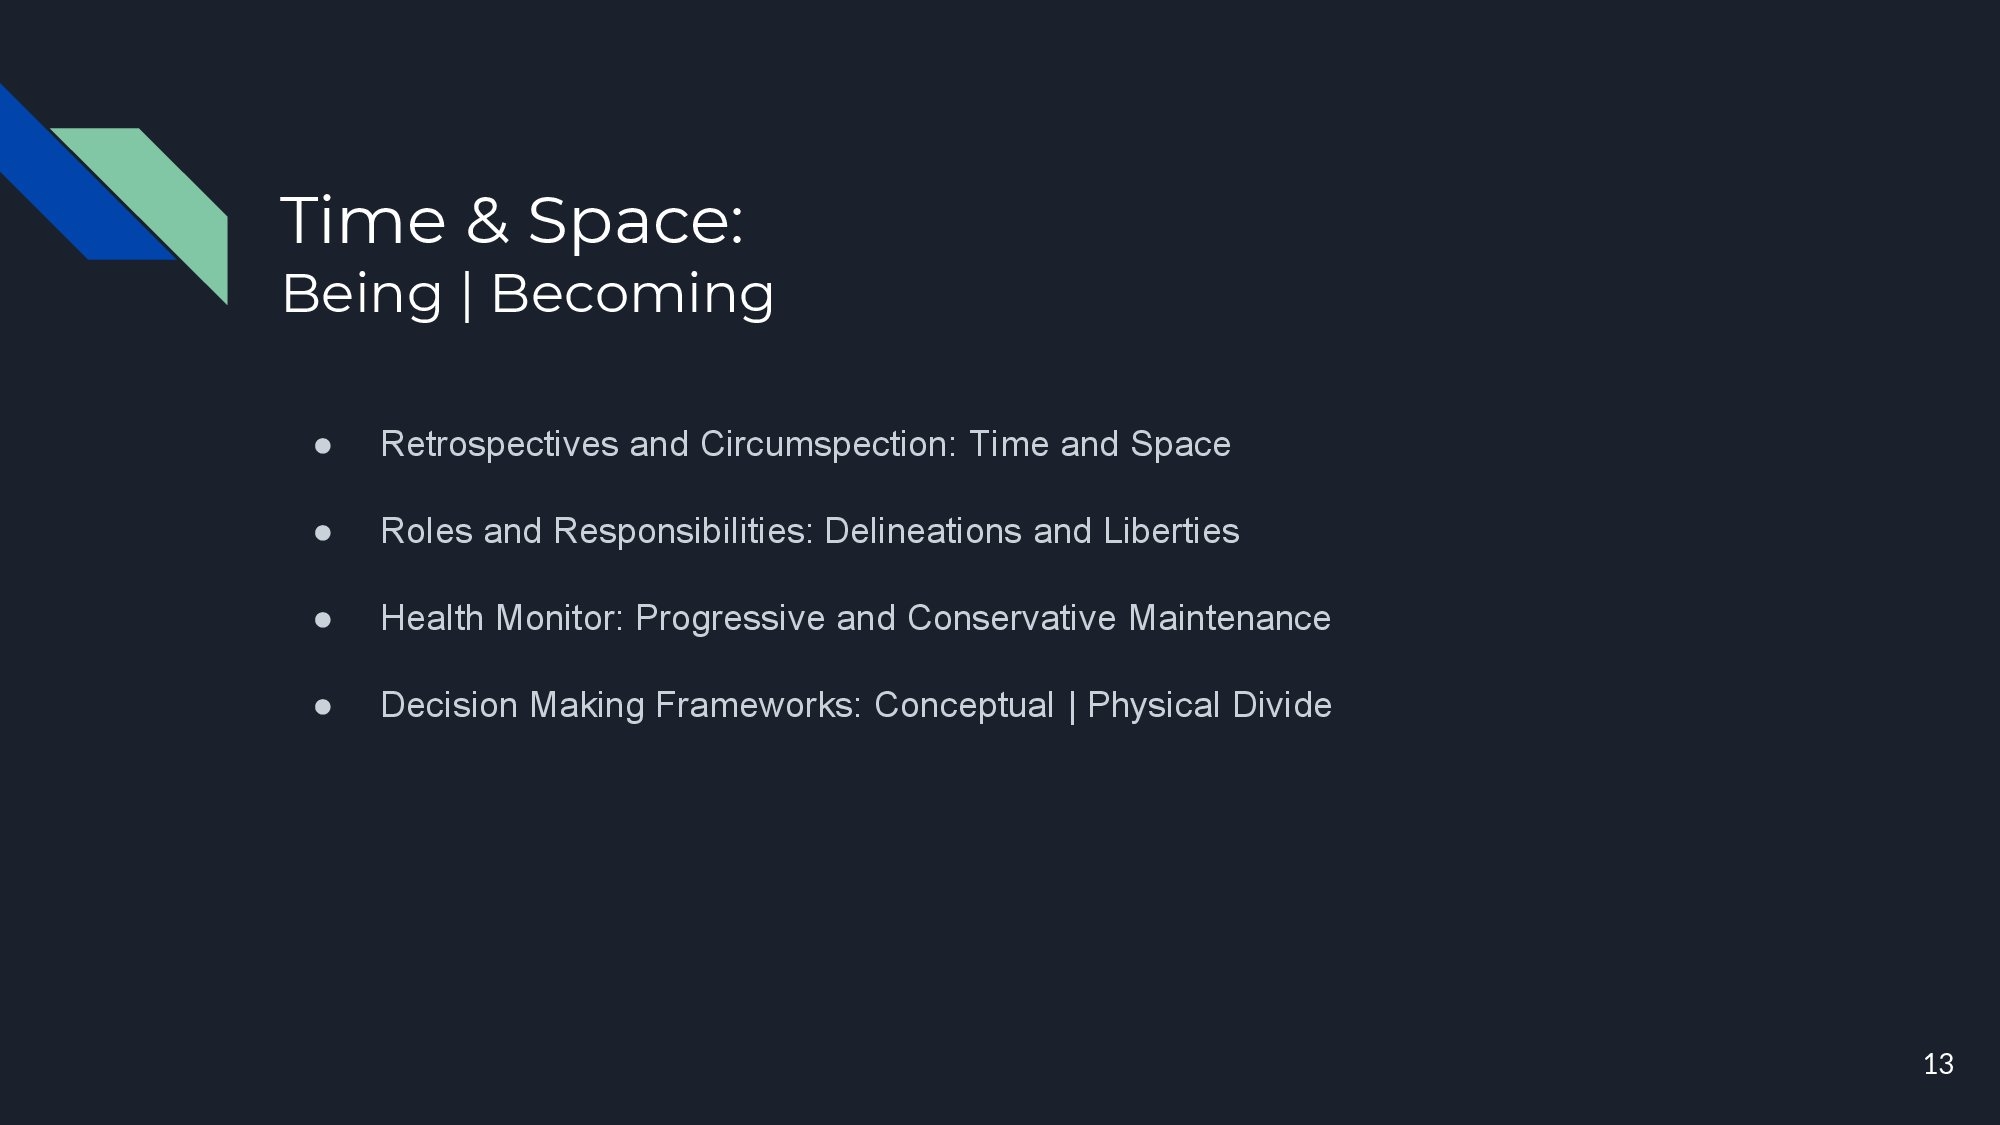 Time & Space:
Being | Becoming
● Retrospectives and Circumspection: Time and Space
● Roles and Responsibilities: Delineations and Liberties
● Health Monitor: Progressive and Conservative Maintenance
● Decision Making Frameworks: Conceptual | Physical Divide
13